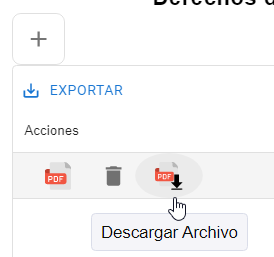 Derechos d
EXPORTAR
Acciones
PDF
PDF
Descargar Archivo